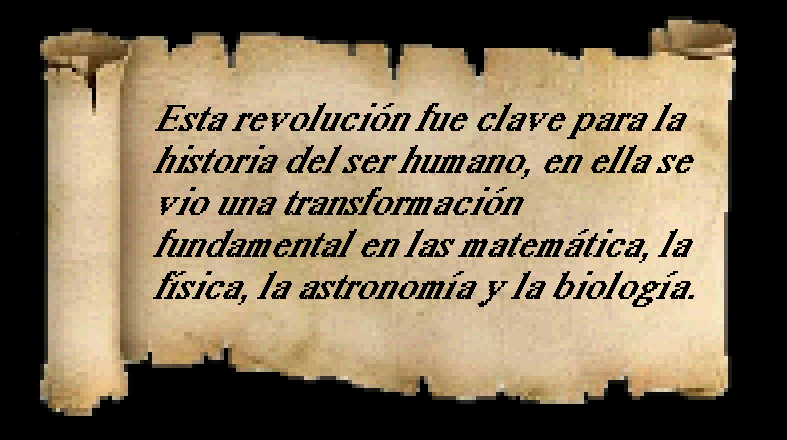 Esta revolución fue clave para la
historia del ser humano, en ella se
vio una transformación
fundamental en las matemática, la
física, la astronomía y la biología.